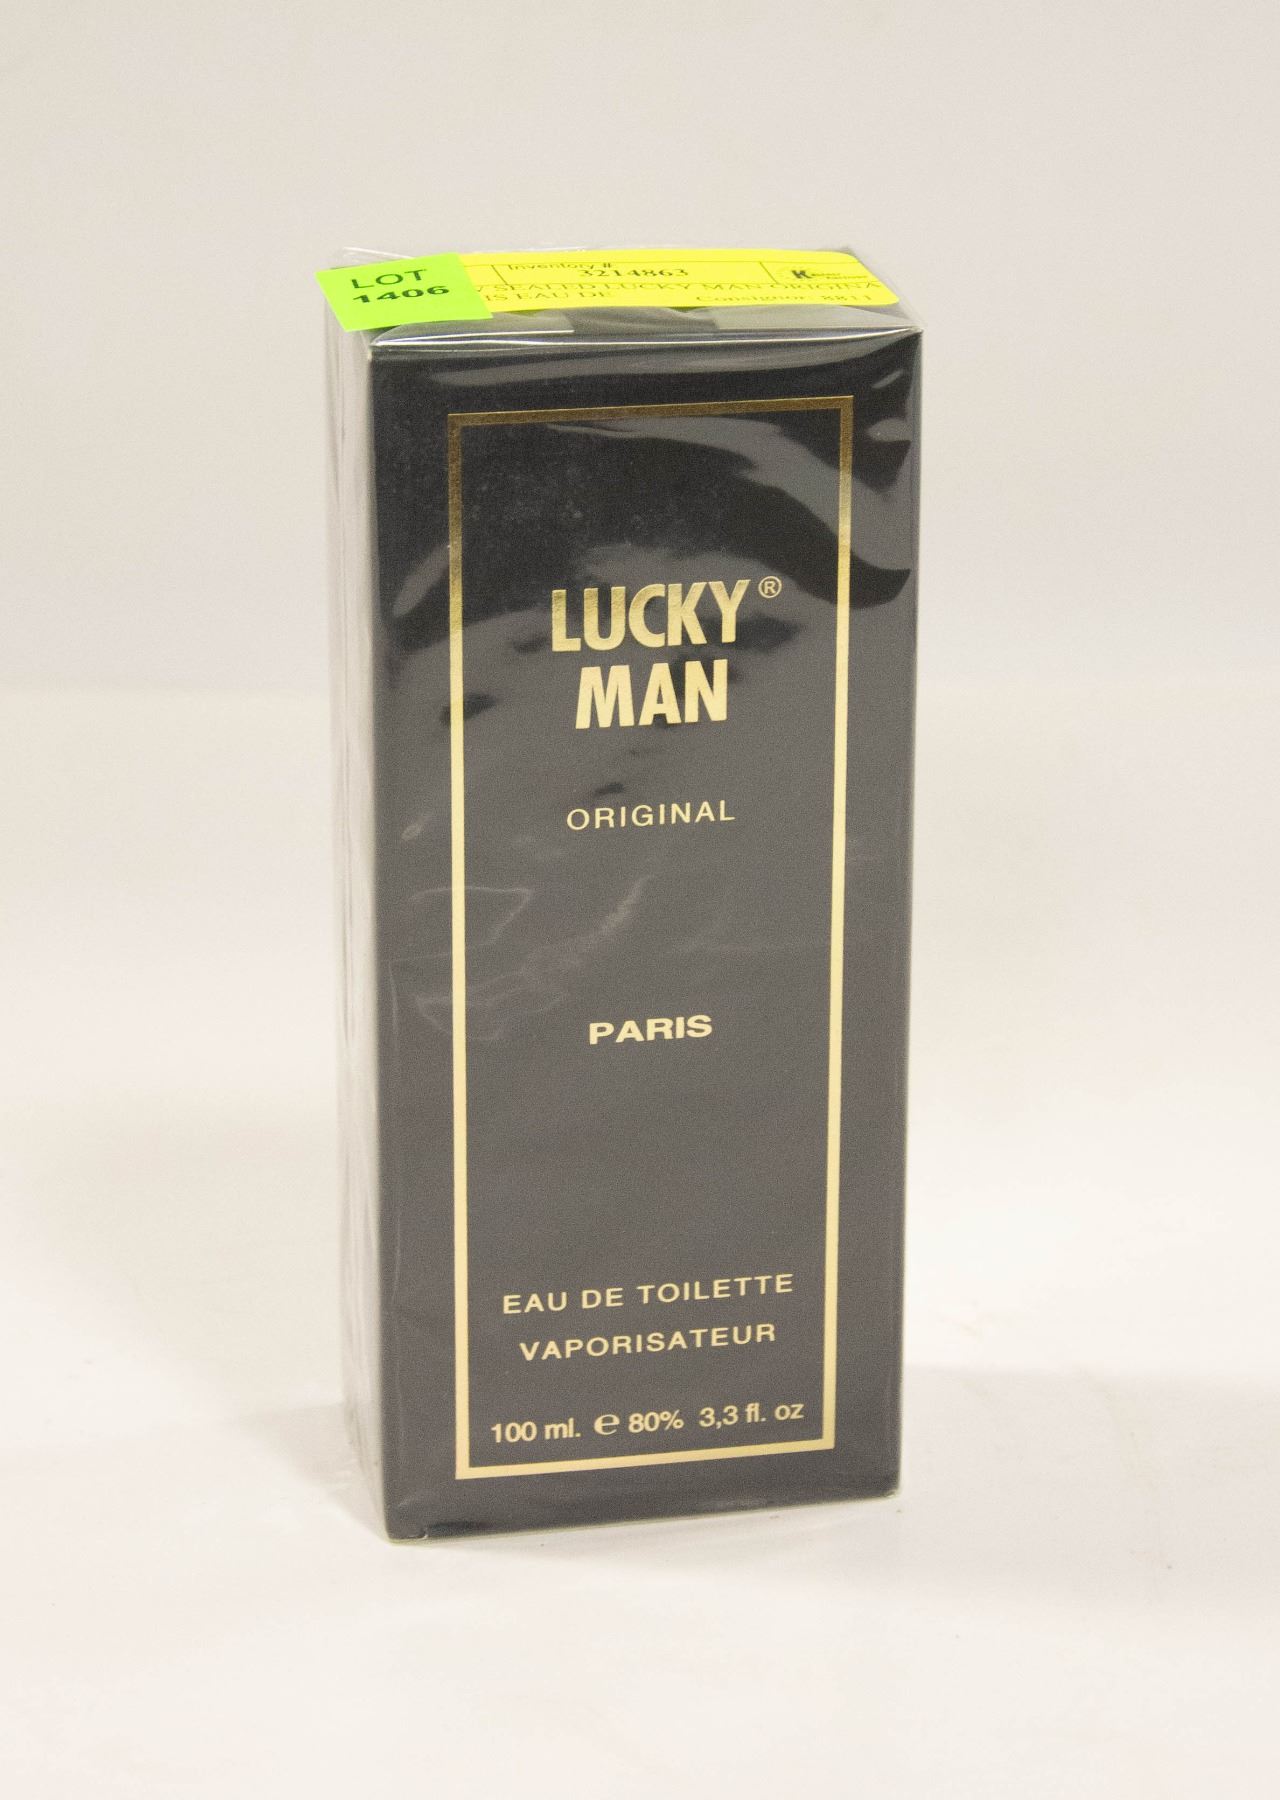 LOT
1406
Inventory #
3214863
SEALED LUCKY MAN ORIGINA
IS EAU DE Consignor: 8811
LUCKY®
MAN
ORIGINAL
PARIS
EAU DE TOILETTE
VAPORISATEUR
100 ml. ℮ 80% 3,3 fl. oz